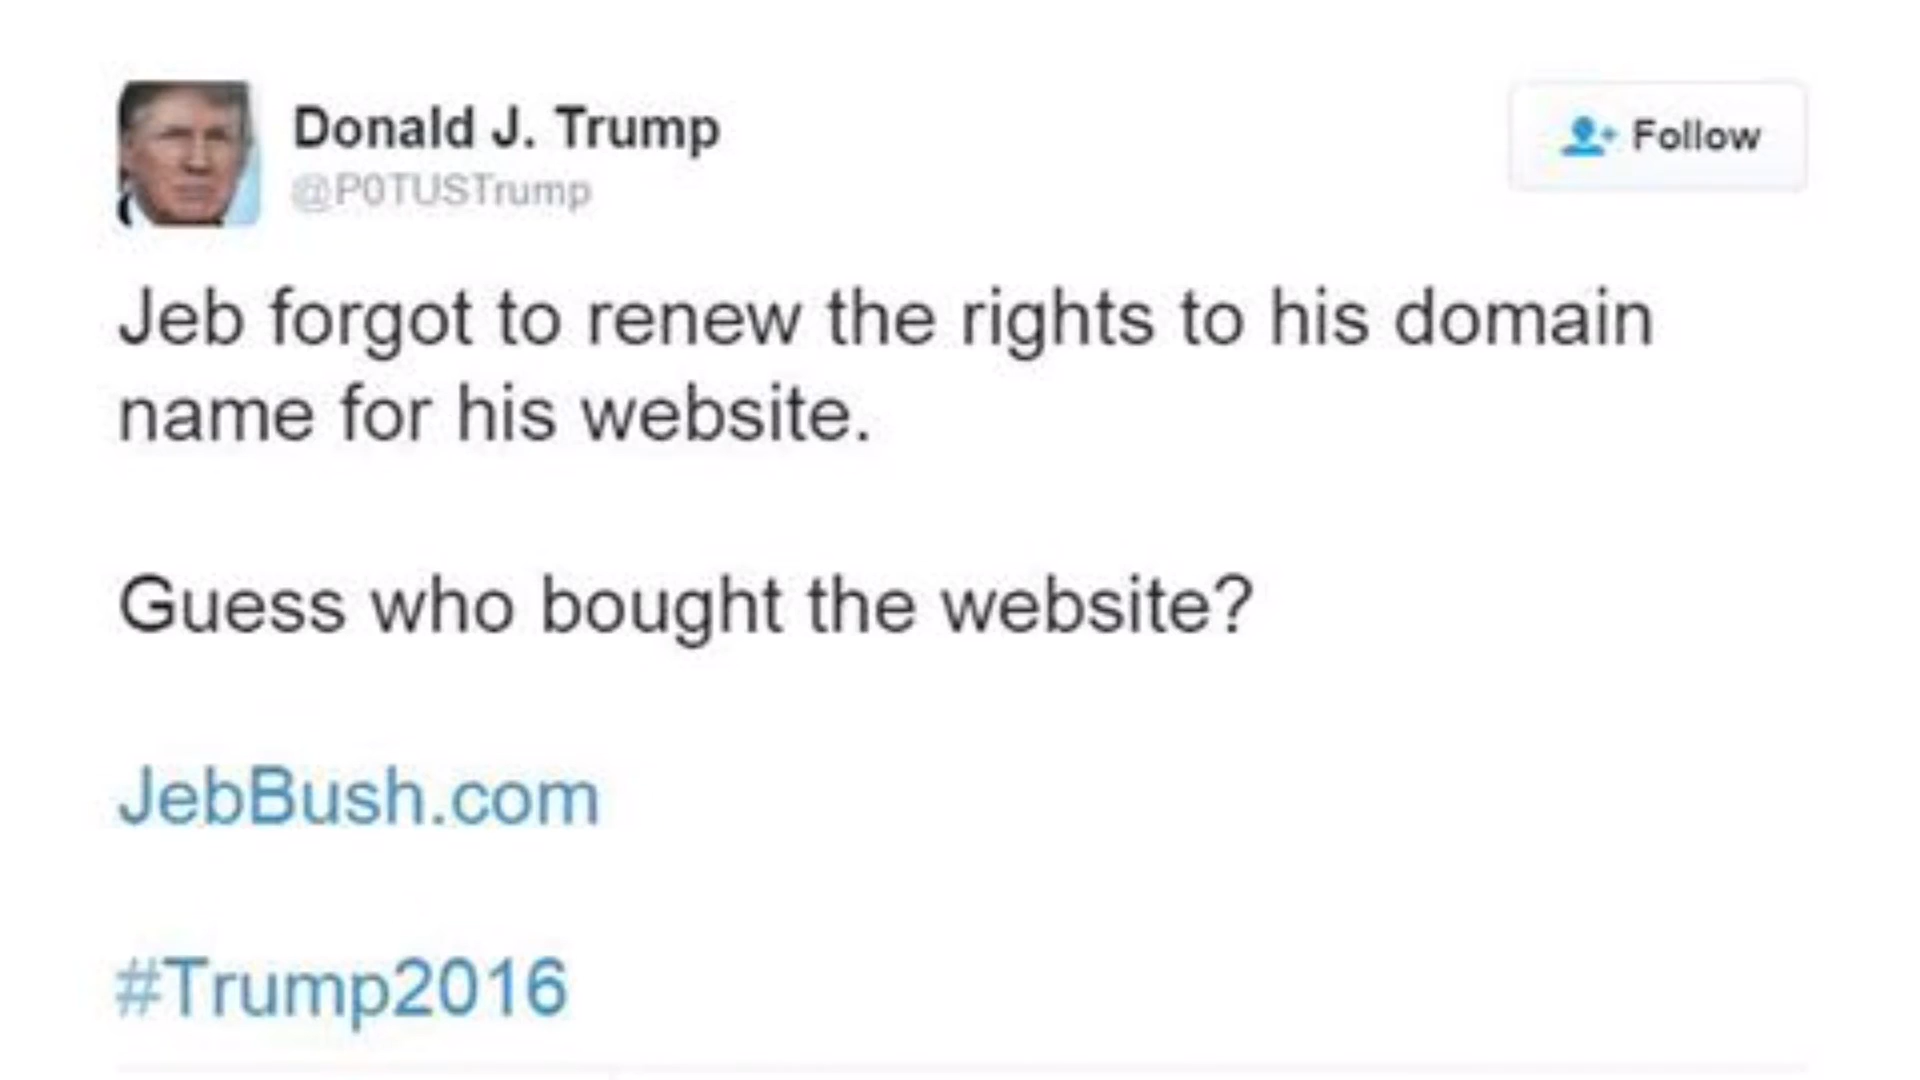 Donald J. Trump
@P0TUSTrump
Follow
Jeb forgot to renew the rights to his domain
name for his website.
Guess who bought the website?
JebBush.com
#Trump2016